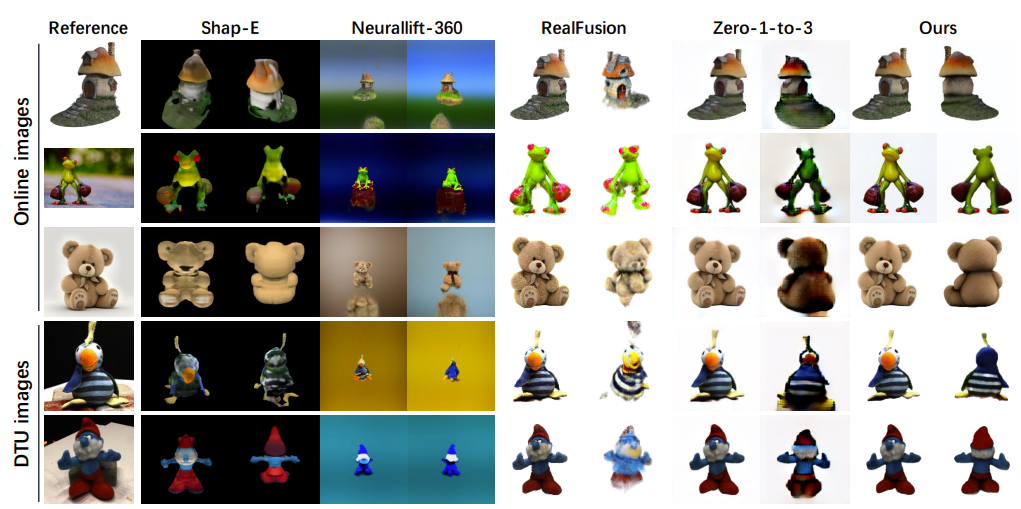 Reference Shap-E Neurallift-360 RealFusion Zero-1-to-3 Ours
Online images
DTU images